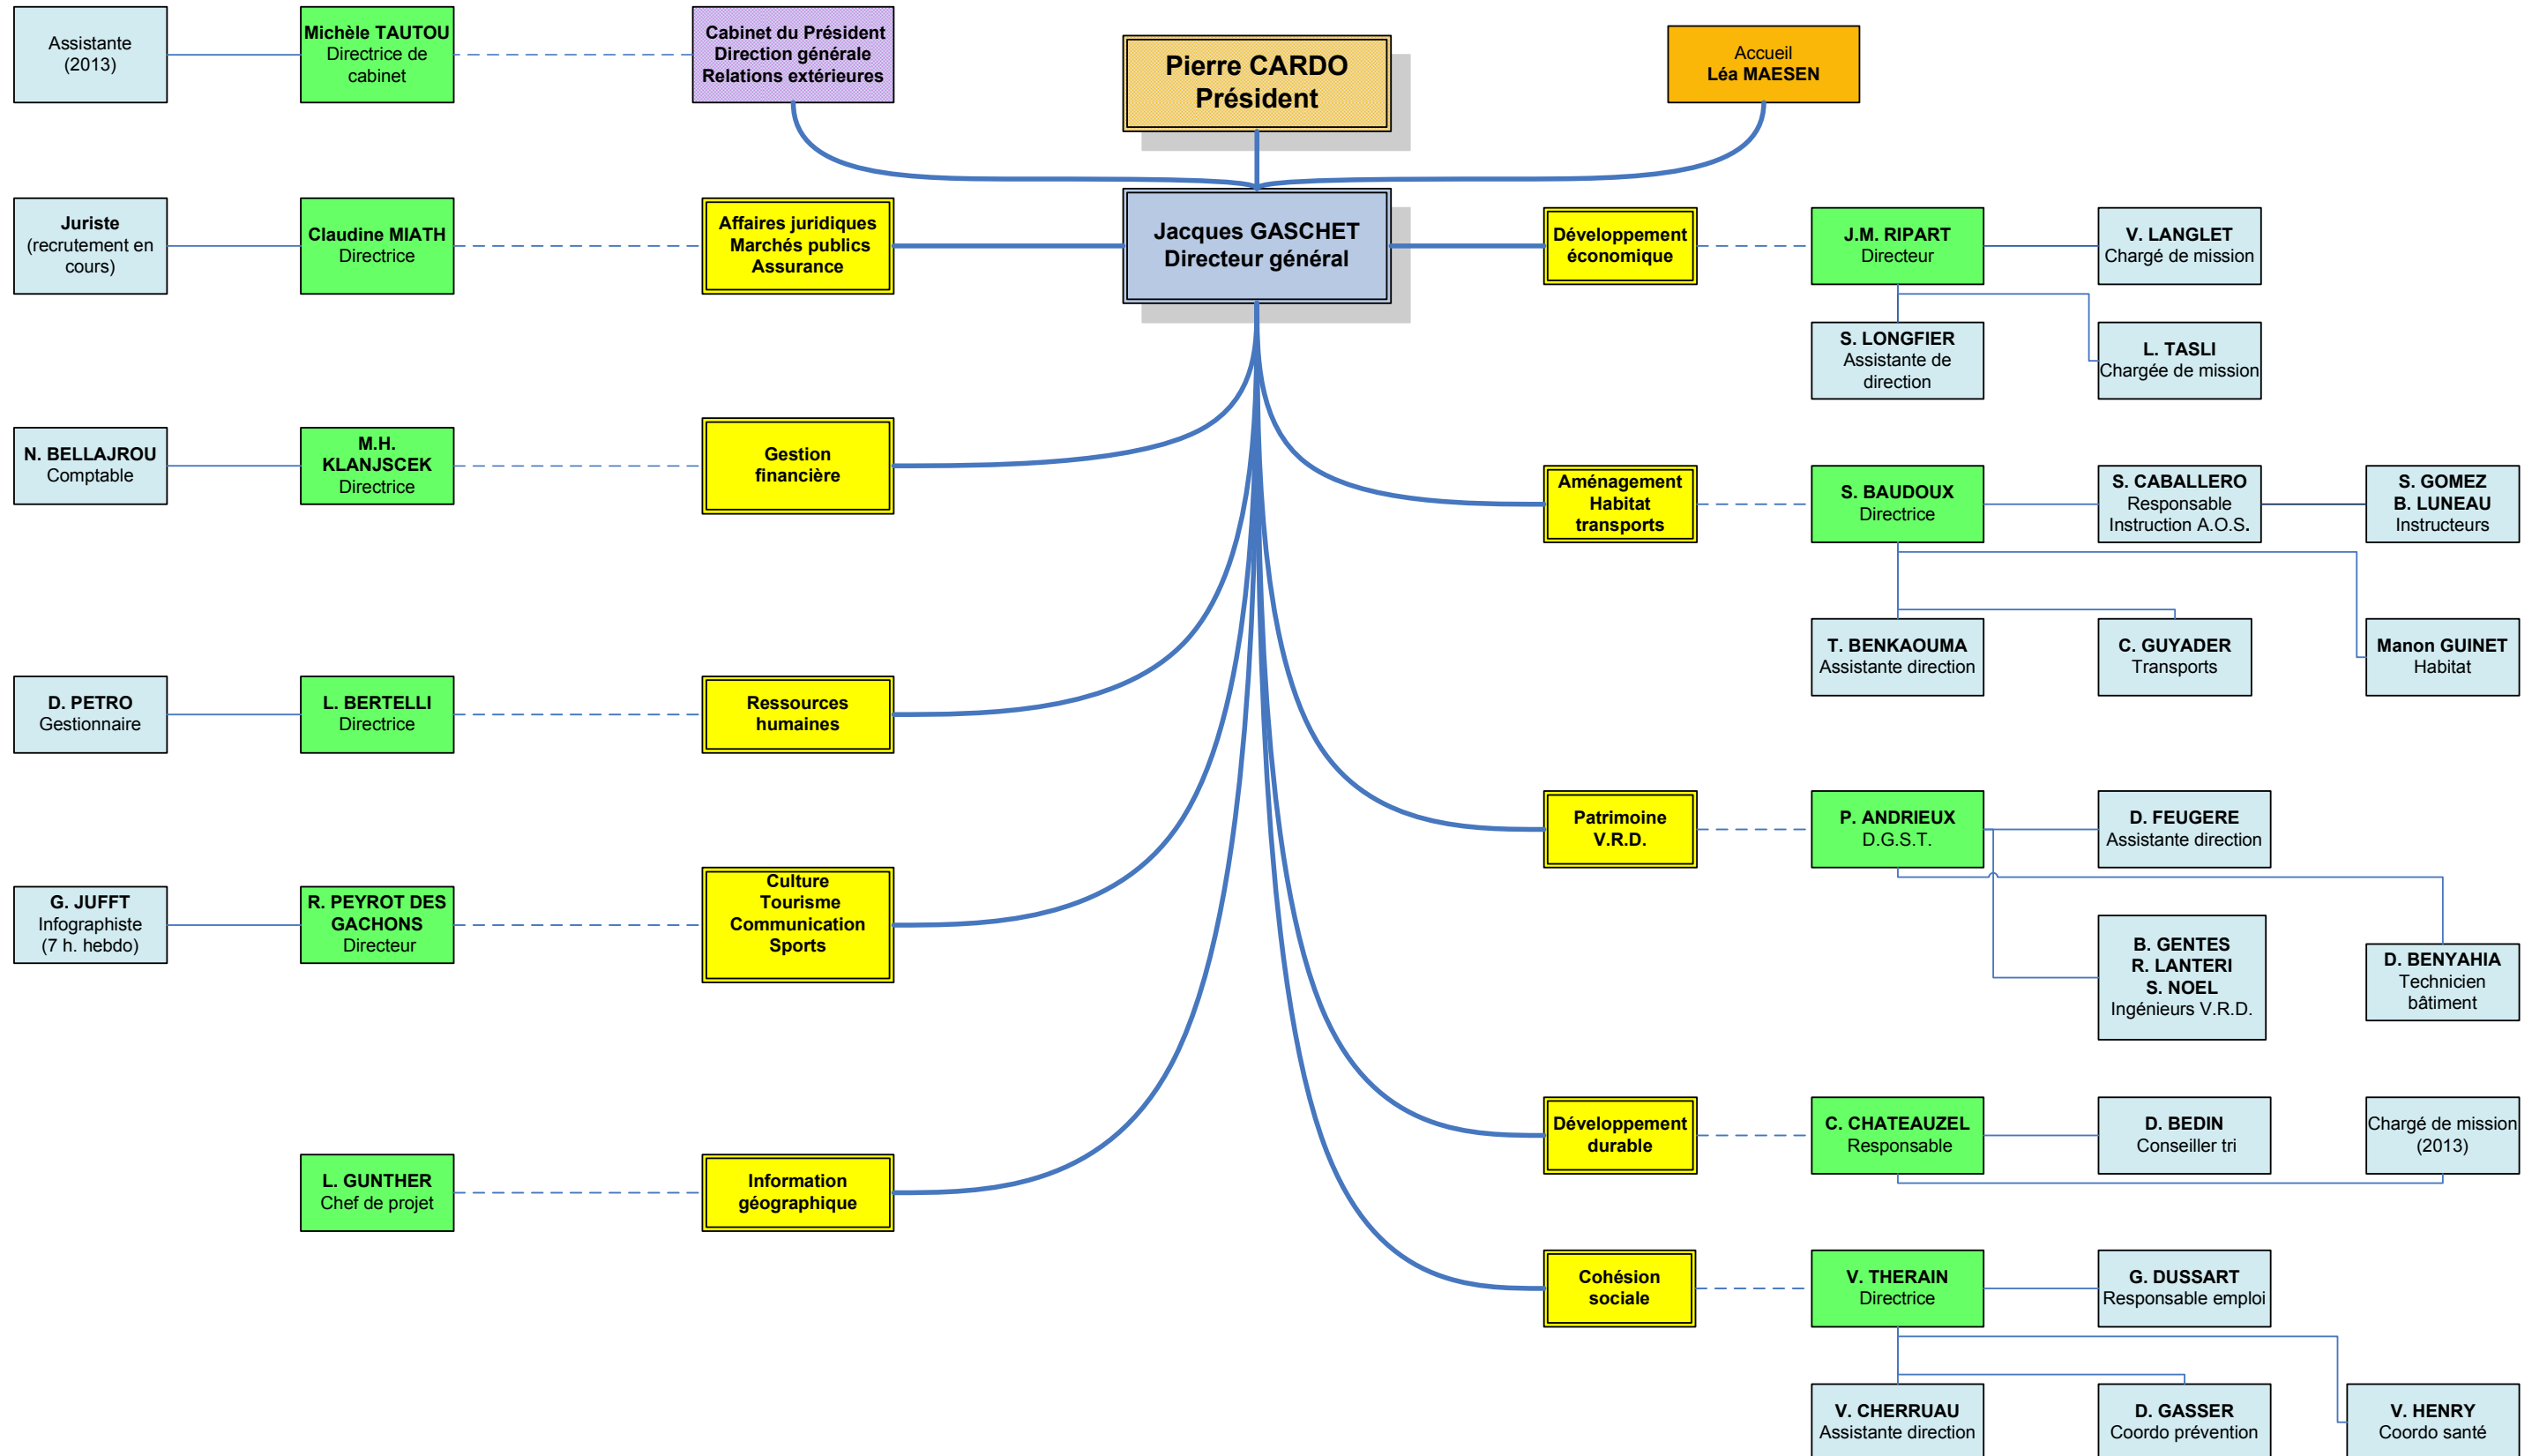 Assistante
(2013)
Michèle TAUTOU
Directrice de
cabinet
Cabinet du Président
Direction générale
Relations extérieures
Pierre CARDO
Président
Accueil
Léa MAESEN
Juriste
(recrutement en
cours)
Claudine MIATH
Directrice
Affaires juridiques
Marchés publics
Assurance
Jacques GASCHET
Directeur général
Développement
économique
J.M. RIPART
Directeur
V. LANGLET
Chargé de mission
S. LONGFIER
Assistante de
direction
L. TASLI
Chargée de mission
N. BELLAJROU
Comptable
M.H.
KLANJSCEK
Directrice
Gestion
financière
Aménagement
Habitat
transports
S. BAUDOUX
Directrice
S. CABALLERO
Responsable
Instruction A.O.S.
S. GOMEZ
B. LUNEAU
Instructeurs
T. BENKAOUMA
Assistante direction
C. GUYADER
Transports
Manon GUINET
Habitat
D. PETRO
Gestionnaire
L. BERTELLI
Directrice
Ressources
humaines
Patrimoine
V.R.D.
P. ANDRIEUX
D.G.S.T.
D. FEUGERE
Assistante direction
G. JUFFT
Infographiste
(7 h. hebdo)
R. PEYROT DES
GACHONS
Directeur
Culture
Tourisme
Communication
Sports
B. GENTES
R. LANTERI
S. NOEL
Ingénieurs V.R.D.
D. BENYAHIA
Technicien
bâtiment
Développement
durable
C. CHATEAUZEL
Responsable
D. BEDIN
Conseiller tri
Chargé de mission
(2013)
L. GUNTHER
Chef de projet
Information
géographique
Cohésion
sociale
V. THERAIN
Directrice
G. DUSSART
Responsable emploi
V. CHERRUAU
Assistante direction
D. GASSER
Coordo prévention
V. HENRY
Coordo santé